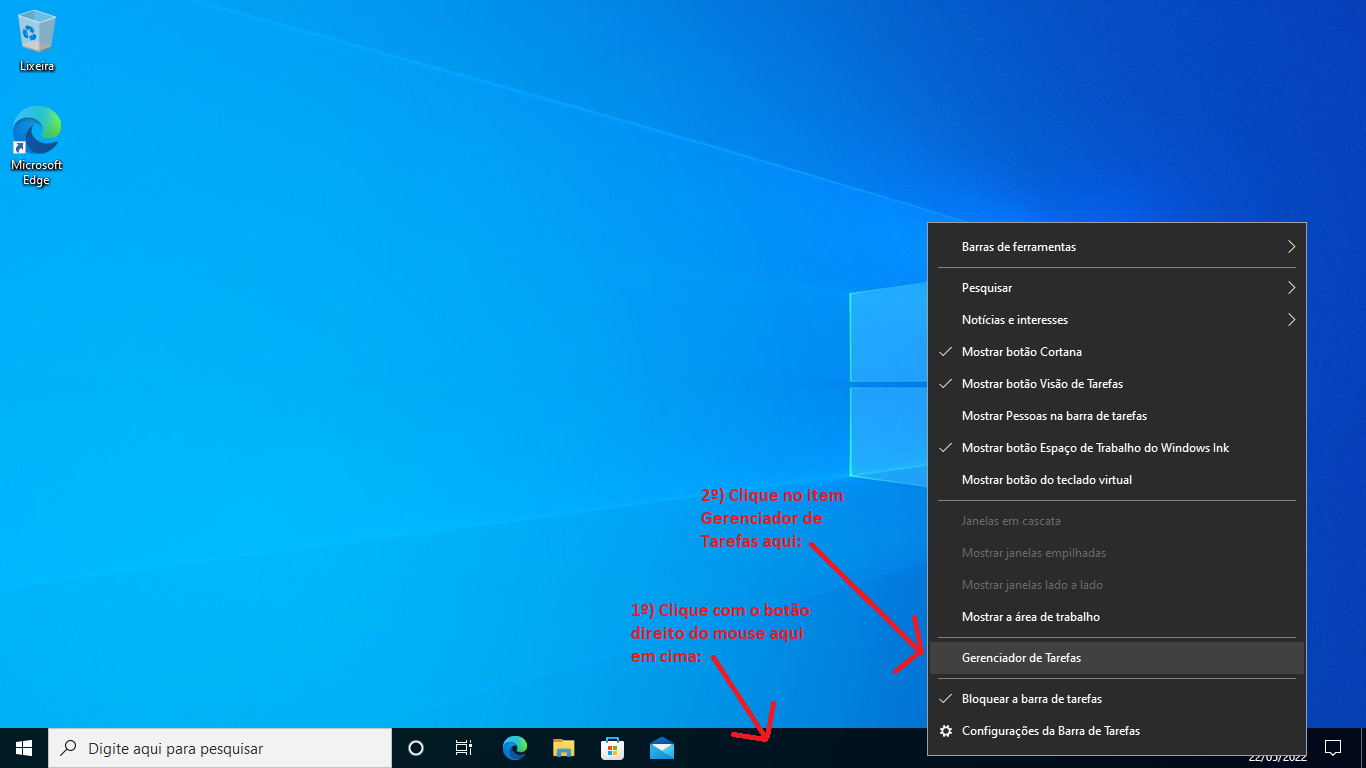 Lixeira
Microsoft
Edge
Barras de ferramentas
Pesquisar
Notícias e interesses
Mostrar botão Cortana
Mostrar botão Visão de Tarefas
Mostrar Pessoas na barra de tarefas
Mostrar botão Espaço de Trabalho do Windows Ink
Mostrar botão do teclado virtual
Janelas em cascata
Mostrar janelas empilhadas
Mostrar janelas lado a lado
Mostrar a área de trabalho
Gerenciador de Tarefas
Bloquear a barra de tarefas
Configurações da Barra de Tarefas
2º) Clique no item
Gerenciador de
Tarefas aqui:
1º) Clique com o botão
direito do mouse aqui
em cima:
Digite aqui para pesquisar
22/05/2022